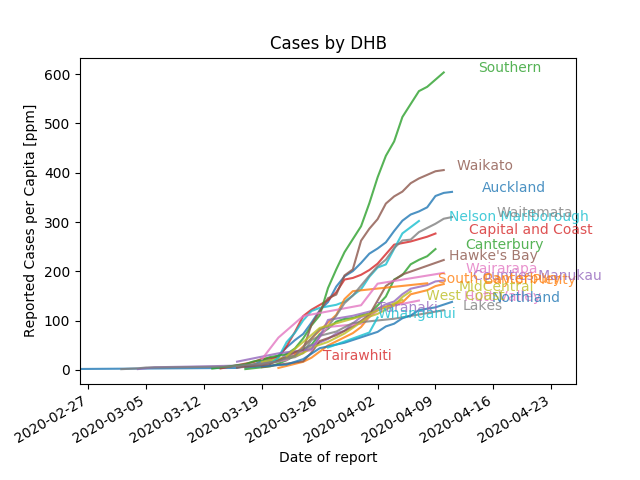 Cases by DHB
Reported Cases per Capita [ppm]
600
500
400
300
200
100
0
Southern
Waikato
Auckland
Waitemata
Nelson Marlborough
Capital and Coast
Canterbury
Hawke's Bay
Wairarapa
Counties Manukau
South Canterbury
Bay of Plenty
MidCentral
West Coast
Hutt Valley
Northland
Lakes
Taranaki
Whanganui
Tairawhiti
2020-02-27
2020-03-05
2020-03-12
2020-03-19
2020-03-26
2020-04-02
2020-04-09
2020-04-16
2020-04-23
Date of report